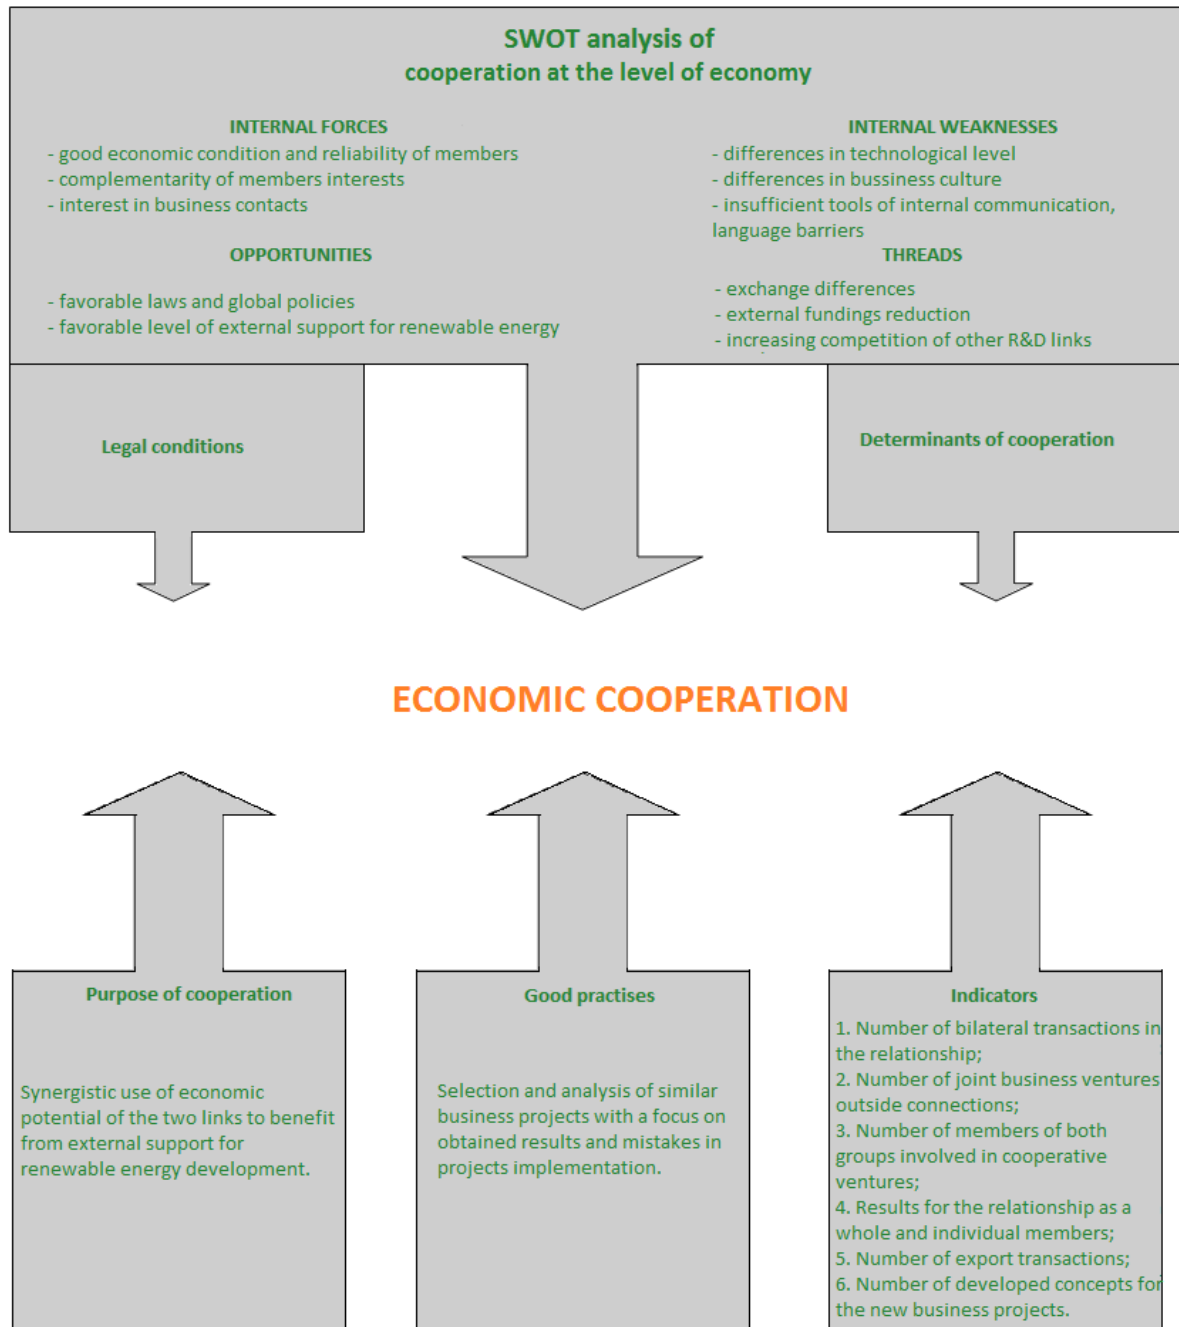 SWOT analysis of
cooperation at the level of economy
INTERNAL FORCES
- good economic condition and reliability of members
- complementarity of members interests
- interest in business contacts
INTERNAL WEAKNESSES
- differences in technological level
- differences in bussiness culture
- insufficient tools of internal communication,
language barriers
OPPORTUNITIES
- favorable laws and global policies
- favorable level of external support for renewable energy
THREADS
- exchange differences
- external fundings reduction
- increasing competition of other R&D links
Legal conditions
Determinants of cooperation
ECONOMIC COOPERATION
Purpose of cooperation
Synergistic use of economic
potential of the two links to benefit
from external support for
renewable energy development.
Good practises
Selection and analysis of similar
business projects with a focus on
obtained results and mistakes in
projects implementation.
Indicators
1. Number of bilateral transactions in
the relationship;
2. Number of joint business ventures
outside connections;
3. Number of members of both
groups involved in cooperative
ventures;
4. Results for the relationship as a
whole and individual members;
5. Number of export transactions;
6. Number of developed concepts for
the new business projects.